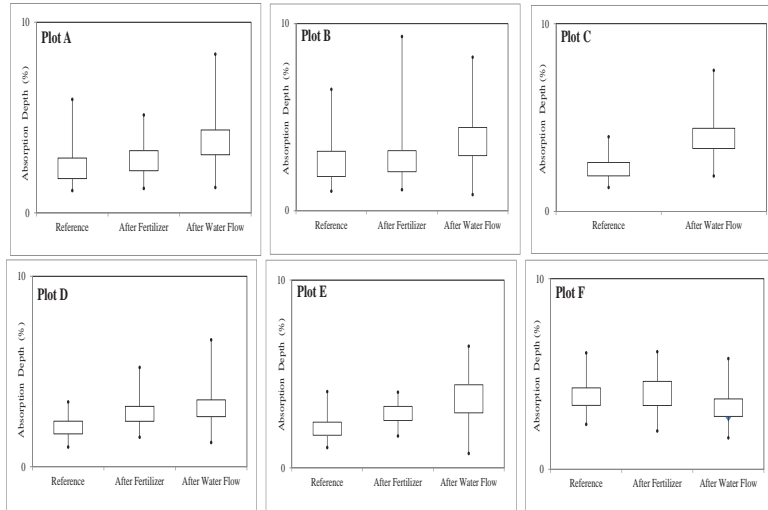 10
Plot A
Absorption Depth (%)
0
Reference After Fertilizer After Water Flow
10
Plot B
Absorption Depth (%)
0
Reference After Fertilizer After Water Flow
10
Plot C
Absorption Depth (%)
0
Reference After Water Flow
10
Plot D
Absorption Depth (%)
0
Reference After Fertilizer After Water Flow
10
Plot E
Absorption Depth (%)
0
Reference After Fertilizer After Water Flow
10
Plot F
Absorption Depth (%)
0
Reference After Fertilizer After Water Flow